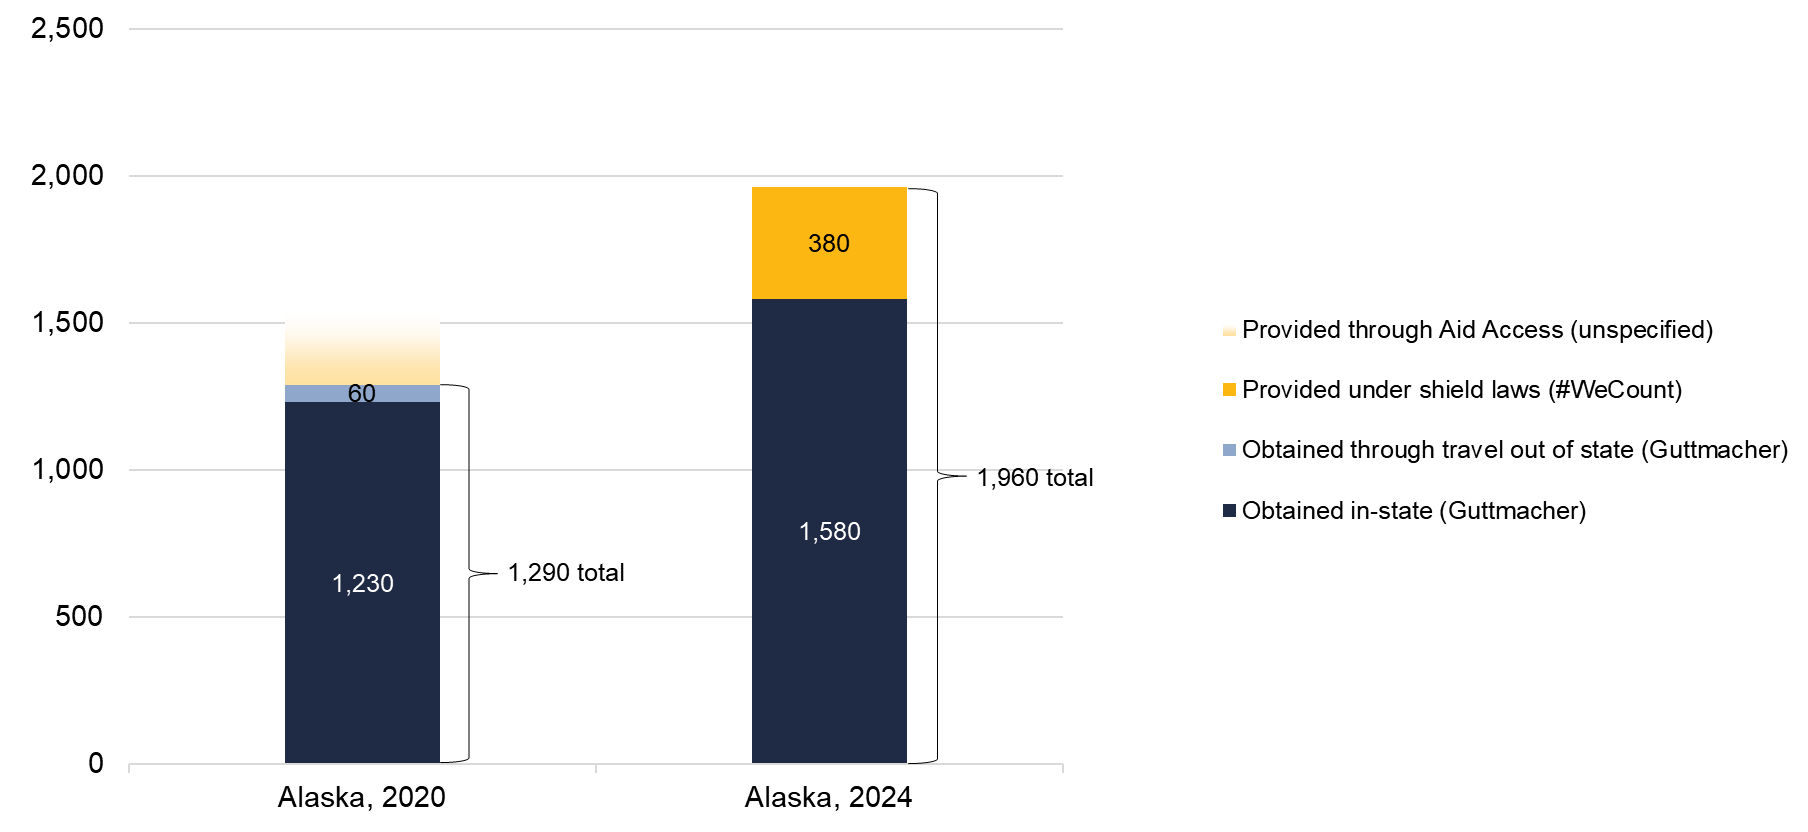 2,500
2,000
1,500
1,000
500
0
380
60
1,960 total
1,580
1,290 total
1,230
Alaska, 2020
Alaska, 2024
Provided through Aid Access (unspecified)
Provided under shield laws (#WeCount)
Obtained through travel out of state (Guttmacher)
Obtained in-state (Guttmacher)